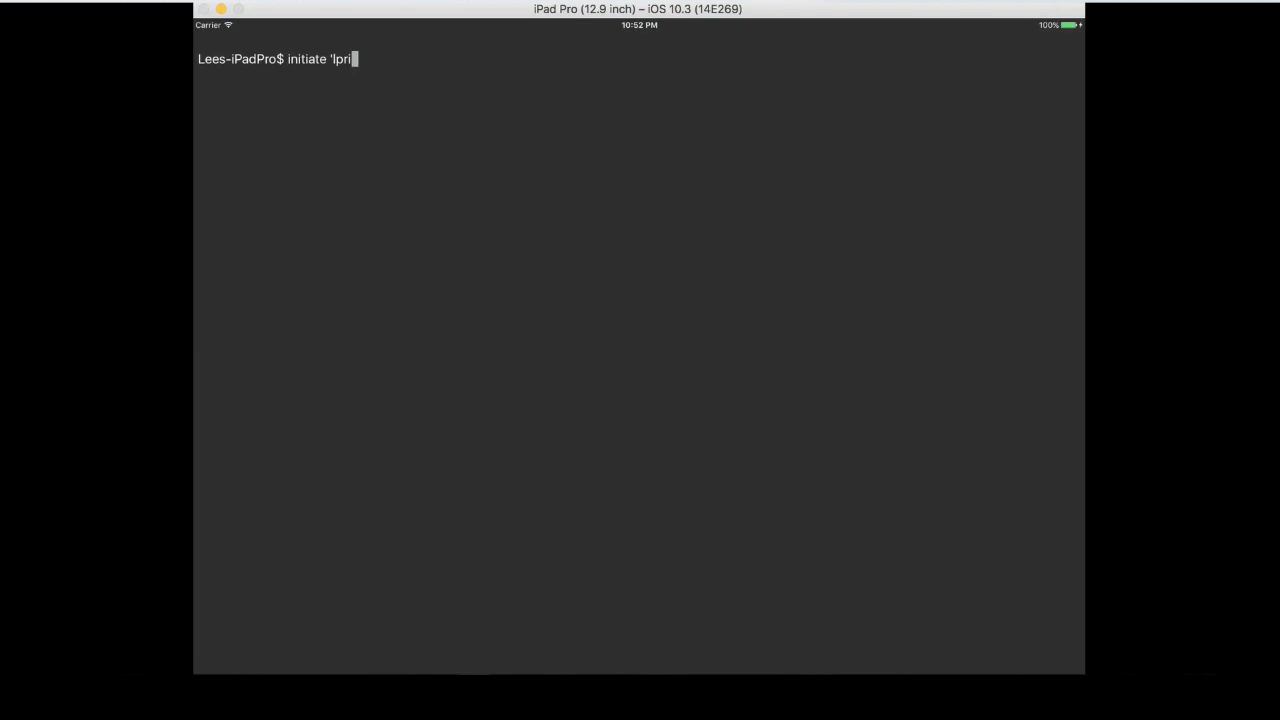 iPad Pro (12.9 inch) – iOS 10.3 (14E269)
Carrier 10:52 PM 100%
Lees-iPadPro$ initiate 'lpri